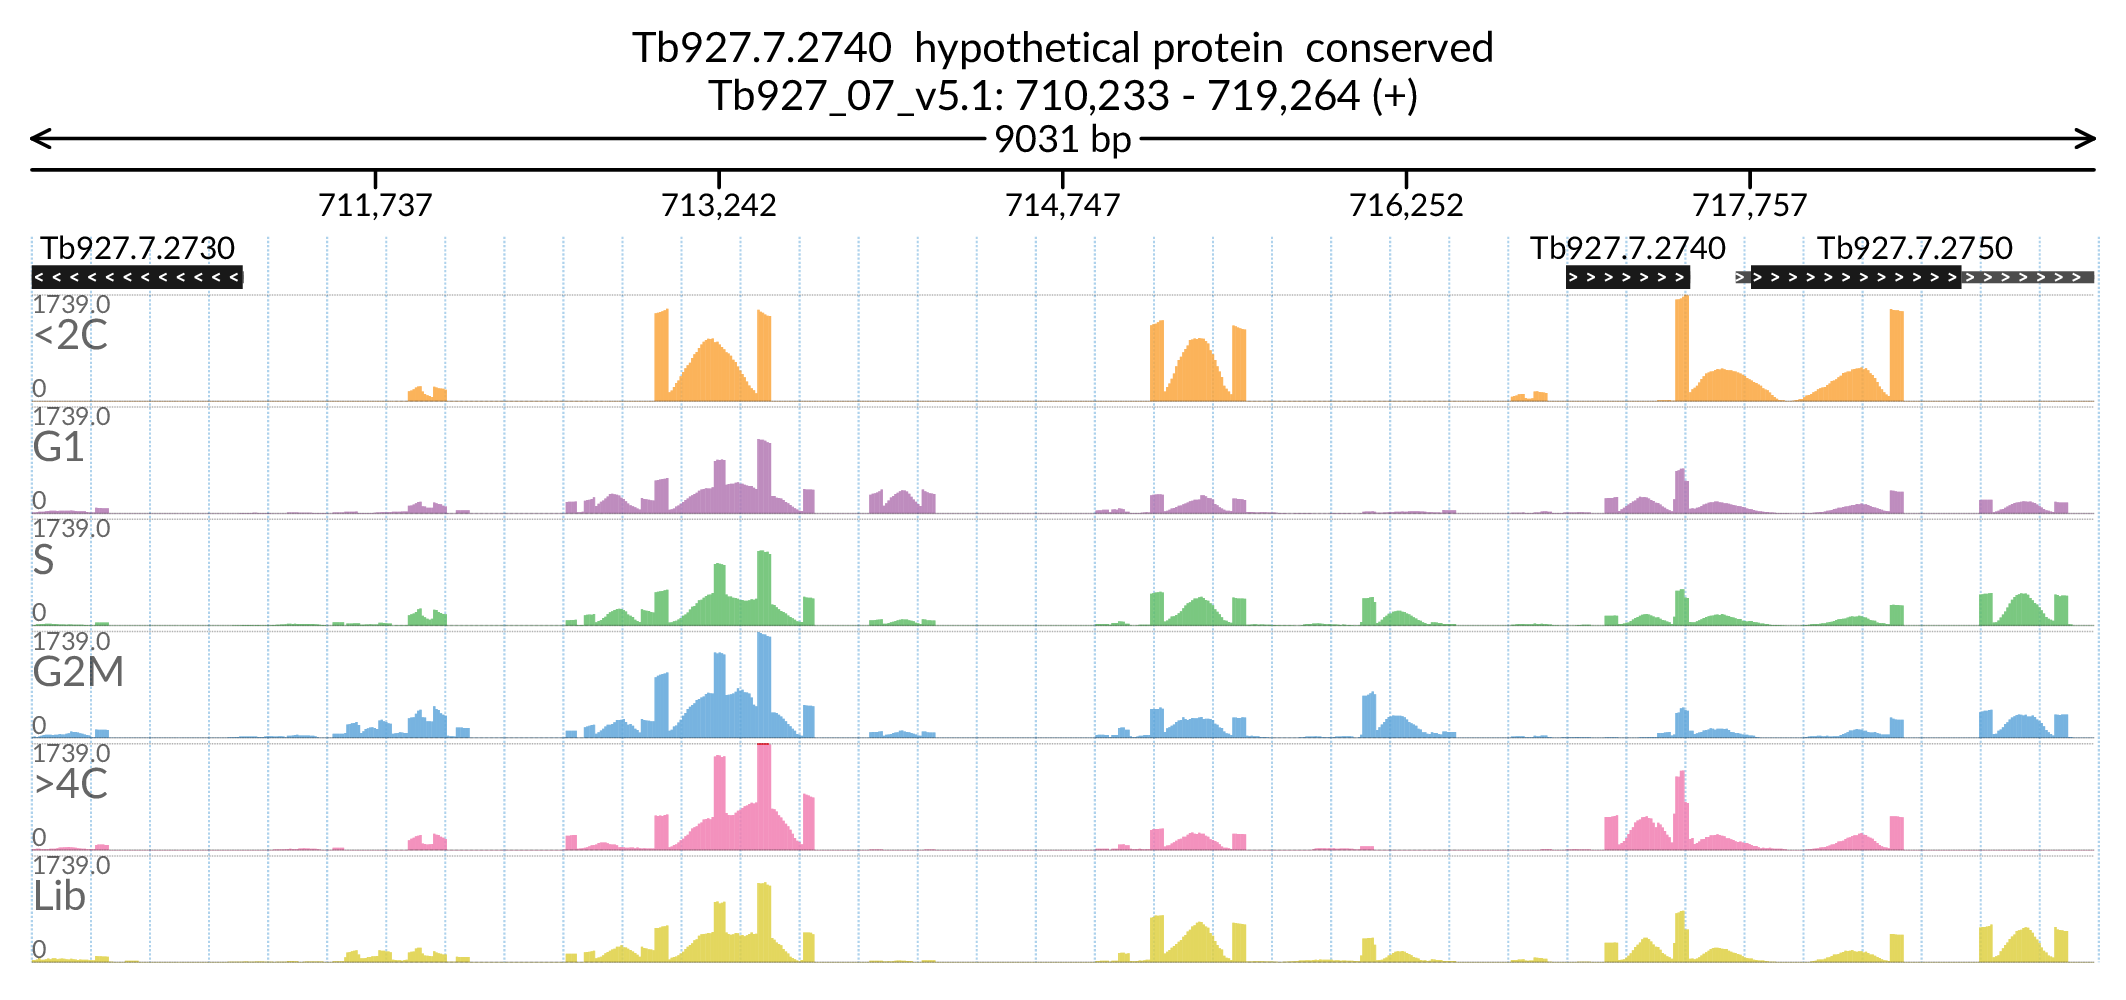 Tb927.7.2740 hypothetical protein conserved
Tb927_07_v5.1: 710,233 - 719,264 (+)
9031 bp
711,737 713,242 714,747 716,252 717,757
Tb927.7.2730 Tb927.7.2740 Tb927.7.2750
< < < < < < < < < < < < > > > > > > > > > > > > > > > > > > > > > > > > > > >
1739.0
<2C
0
1739.0
G1
0
1739.0
S
0
1739.0
G2M
0
1739.0
>4C
0
1739.0
Lib
0